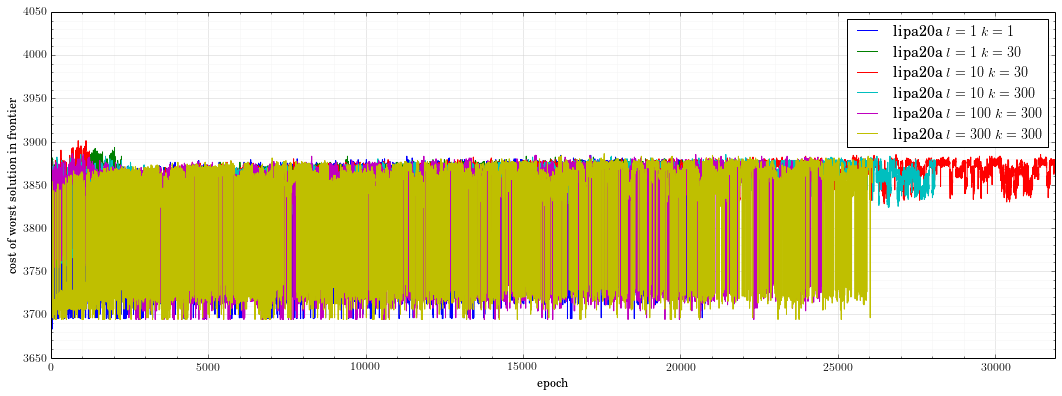 4050
4000
3950
3900
3850
3800
3750
3700
3650
cost of worst solution in frontier
lipa20a l = 1 k = 1
lipa20a l = 1 k = 30
lipa20a l = 10 k = 30
lipa20a l = 10 k = 300
lipa20a l = 100 k = 300
lipa20a l = 300 k = 300
0 5000 10000 15000 20000 25000 30000
epoch